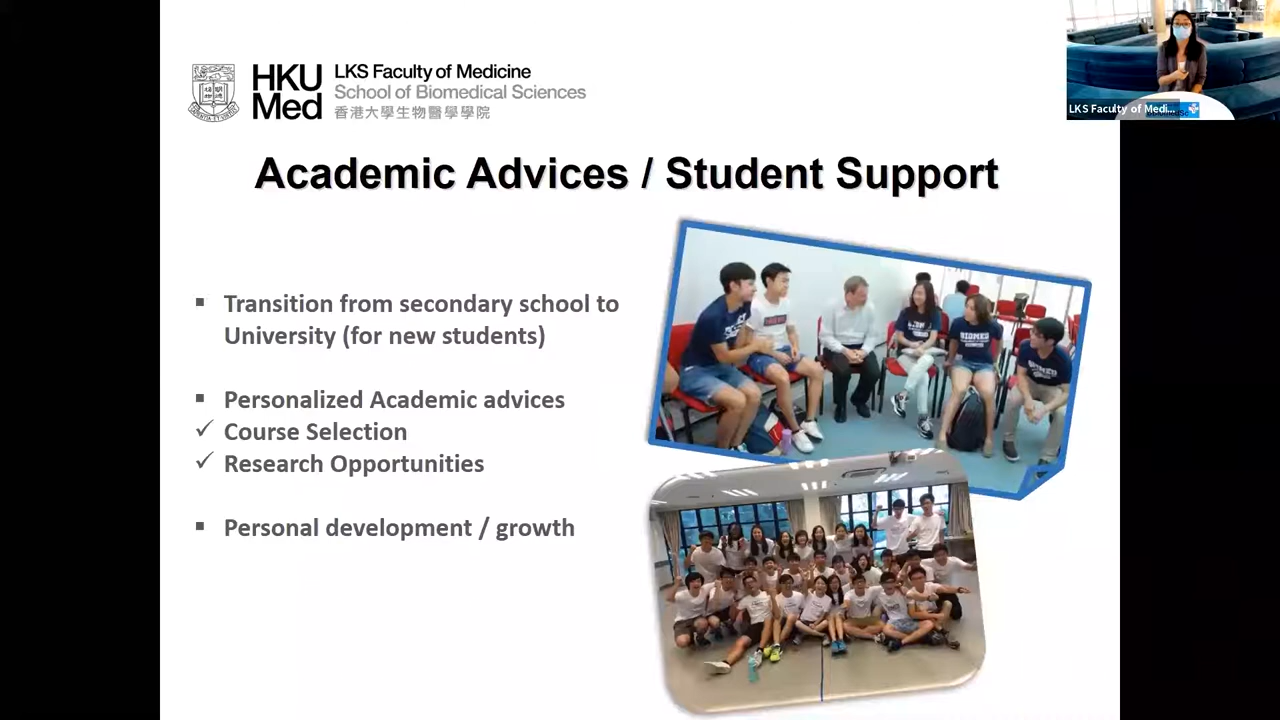 HKU
Med
LKS Faculty of Medicine
School of Biomedical Sciences
香港大學生物醫學學院
LKS Faculty of Medi...
Academic Advices / Student Support
▪ Transition from secondary school to
University (for new students)
▪ Personalized Academic advices
✓ Course Selection
✓ Research Opportunities
▪ Personal development / growth
BIOMED
BIOMED